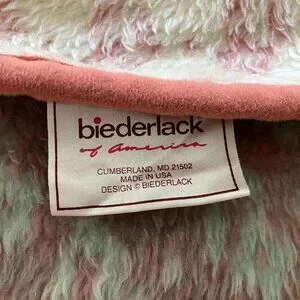 biederlack
of america
CUMBERLAND, MD 21502
MADE IN USA
DESIGN © BIEDERLACK